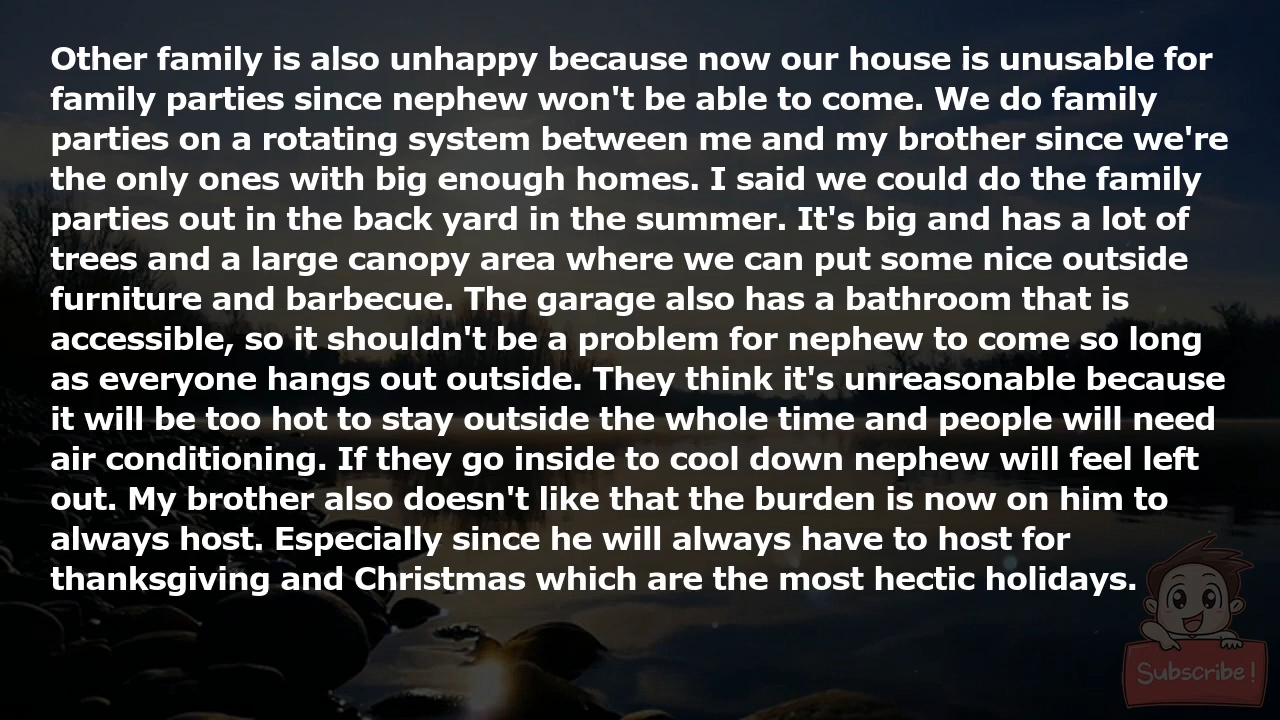 Other family is also unhappy because now our house is unusable for
family parties since nephew won't be able to come. We do family
parties on a rotating system between me and my brother since we're
the only ones with big enough homes. I said we could do the family
parties out in the back yard in the summer. It's big and has a lot of
trees and a large canopy area where we can put some nice outside
furniture and barbecue. The garage also has a bathroom that is
accessible, so it shouldn't be a problem for nephew to come so long
as everyone hangs out outside. They think it's unreasonable because
it will be too hot to stay outside the whole time and people will need
air conditioning. If they go inside to cool down nephew will feel left
out. My brother also doesn't like that the burden is now on him to
always host. Especially since he will always have to host for
thanksgiving and Christmas which are the most hectic holidays.
Subscribe!